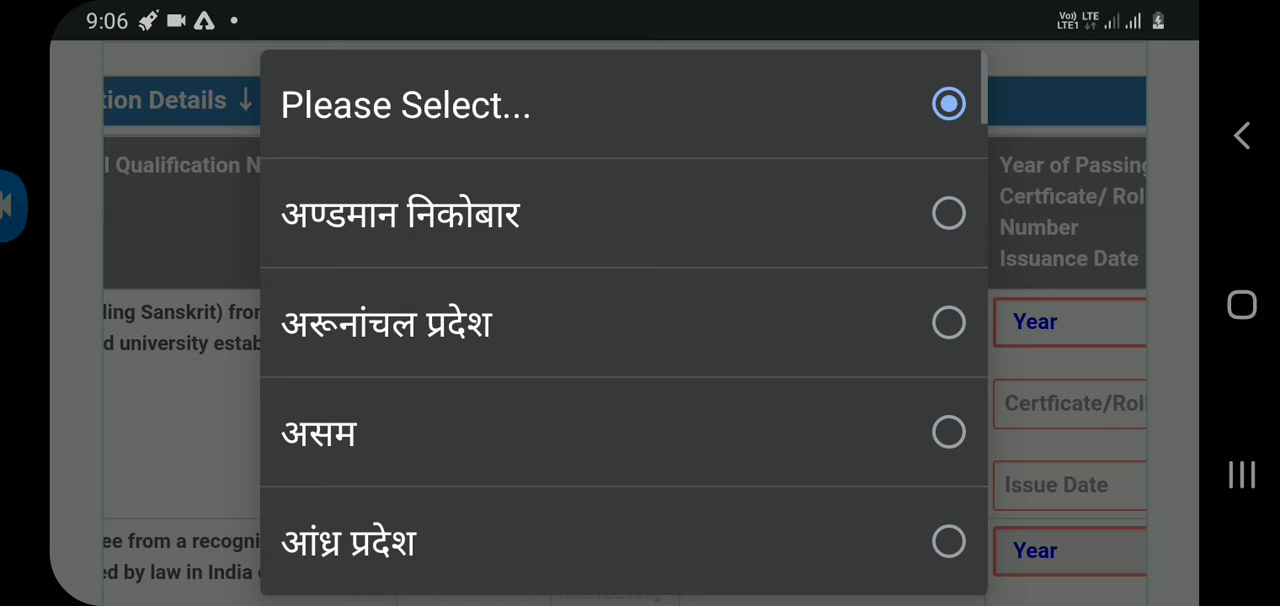 9:06
Vo) LTE
LTE1
tion Details ↓
Please Select...
l Qualification N
Year of Passing
Certficate/ Rol
Number
Issuance Date
अण्डमान निकोबार
ling Sanskrit) fror
d university estab
अरूनांचल प्रदेश
Year
Certficate/Rol
असम
Issue Date
ee from a recogni
ed by law in India
आंध्र प्रदेश
Year